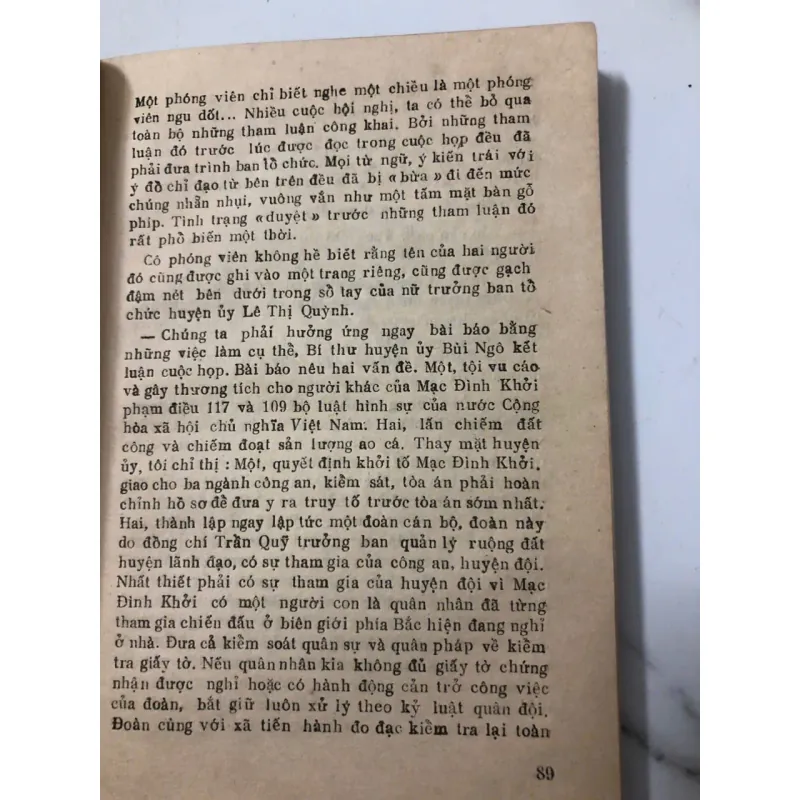 Một phóng viên chỉ biết nghe một chiều là một phóng
viên ngu dốt... Nhiều cuộc hội nghị, ta có thể bỏ qua
toàn bộ những tham luận công khai. Bởi những tham
luận đó trước lúc được đọc trong cuộc họp đều đã
phải đưa trình ban tổ chức. Mọi từ ngữ, ý kiến trái với
ý đồ chỉ đạo từ bên trên đều đã bị «bửa» đi đến mức
chúng nhẵn nhụi, vuông vắn như một tấm mặt bàn gỗ
phíp. Tình trạng «duyệt» trước những tham luận đó
rất phổ biến một thời.
Cô phóng viên không hề biết rằng tên của hai người
đó cũng được ghi vào một trang riêng, cũng được gạch
đậm nét bên dưới trong sổ tay của nữ trưởng ban tổ
chức huyện ủy Lê Thị Quỳnh.
— Chúng ta phải hưởng ứng ngay bài báo bằng
những việc làm cụ thể, Bí thư huyện ủy Bùi Ngô kết
luận cuộc họp. Bài báo nêu hai vấn đề. Một, tội vu cáo
và gây thương tích cho người khác của Mạc Đình Khởi
phạm điều 117 và 109 bộ luật hình sự của nước Cộng
hòa xã hội chủ nghĩa Việt Nam. Hai, lấn chiếm đất
công và chiếm đoạt sản lượng ao cá. Thay mặt huyện
ủy, tôi chỉ thị : Một, quyết định khởi tố Mạc Đình Khởi.
giao cho ba ngành công an, kiểm sát, tòa án phải hoàn
chỉnh hồ sơ để đưa y ra truy tố trước tòa án sớm nhất.
Hai, thành lập ngay lập tức một đoàn cán bộ, đoàn này
do đồng chí Trần Quỹ trưởng ban quản lý ruộng đất
huyện lãnh đạo, có sự tham gia của công an, huyện đội.
Nhất thiết phải có sự tham gia của huyện đội vì Mạc
Đình Khởi có một người con là quân nhân đã từng
tham gia chiến đấu ở biên giới phía Bắc hiện đang nghỉ
ở nhà. Đưa cả kiểm soát quân sự và quân pháp về kiểm
tra giấy tờ. Nếu quân nhân kia không đủ giấy tờ chứng
nhận được nghỉ hoặc có hành động cản trở công việc
của đoàn, bắt giữ luôn xử lý theo kỷ luật quân đội.
Đoàn cùng với xã tiến hành đo đạc kiểm tra lại toàn
89